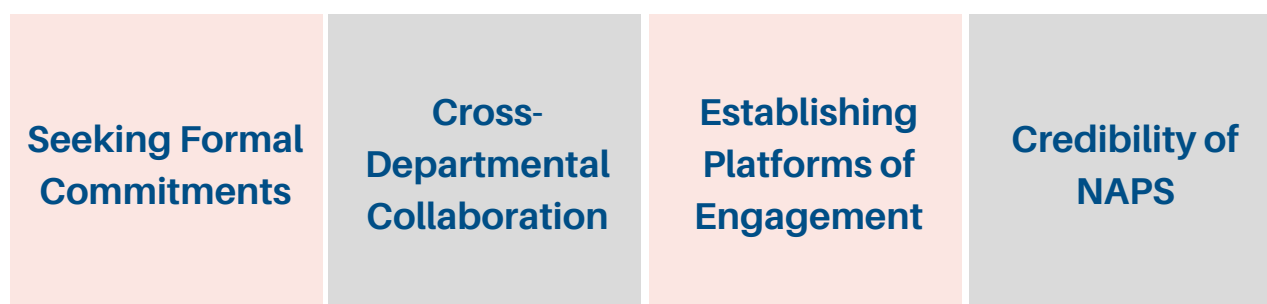 Seeking Formal
Commitments
Cross-
Departmental
Collaboration
Establishing
Platforms of
Engagement
Credibility of
NAPS